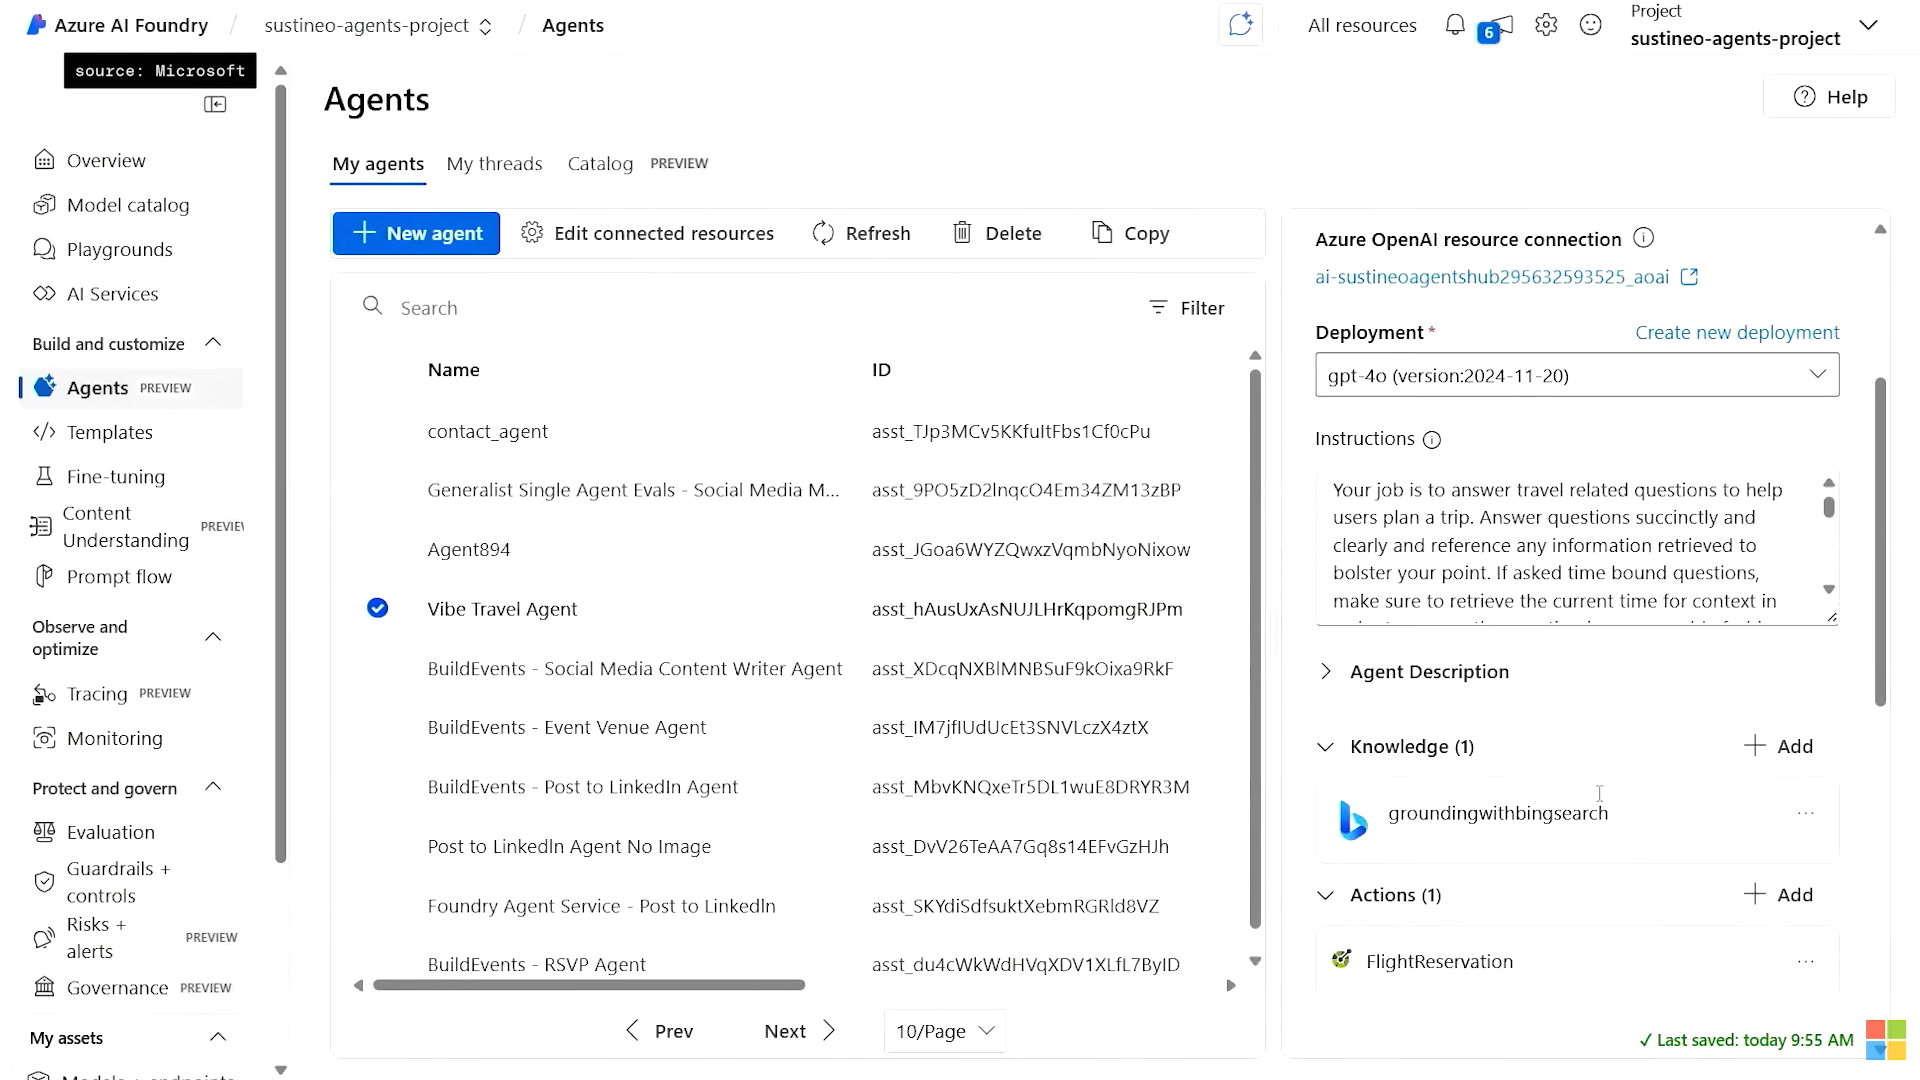 Azure AI Foundry / sustineo-agents-project / Agents
All resources
6
Project
sustineo-agents-project
source: Microsoft
Overview
Model catalog
Playgrounds
AI Services
Build and customize
Agents PREVIEW
Templates
Fine-tuning
Content
Understanding
Prompt flow
Observe and
optimize
Tracing PREVIEW
Monitoring
Protect and govern
Evaluation
Guardrails +
controls
Risks +
alerts PREVIEW
Governance PREVIEW
My assets
Agents
Help
My agents My threads Catalog PREVIEW
New agent Edit connected resources Refresh Delete Copy
Search Filter
Name ID
contact_agent asst_TJp3MCv5KKfuItFbs1Cf0cPu
Generalist Single Agent Evals - Social Media M... asst_9PO5zD2lnqcO4Em34ZM13zBP
Agent894 asst_JGoa6WYZQwxzVqmbNyoNixow
Vibe Travel Agent asst_hAusUxAsNUJLHrKqpomgRJPm
BuildEvents - Social Media Content Writer Agent asst_XDcqNXBlMNBSuF9kOixa9RkF
BuildEvents - Event Venue Agent asst_IM7jfIUdUcEt3SNVLczX4ztX
BuildEvents - Post to LinkedIn Agent asst_MbvKNQxeTr5DL1wuE8DRYR3M
Post to LinkedIn Agent No Image asst_DvV26TeAA7Gq8s14EFvGzHJh
Foundry Agent Service - Post to LinkedIn asst_SKYdiSdfsuktXebmRGRld8VZ
BuildEvents - RSVP Agent asst_du4cWkWdHVqXDV1XLfL7ByID
Prev Next 10/Page
Azure OpenAI resource connection
ai-sustineoagentshub295632593525_aoai
Deployment * Create new deployment
gpt-4o (version:2024-11-20)
Instructions
Your job is to answer travel related questions to help
users plan a trip. Answer questions succinctly and
clearly and reference any information retrieved to
bolster your point. If asked time bound questions,
make sure to retrieve the current time for context in
Agent Description
Knowledge (1) Add
groundingwithbingsearch
Actions (1) Add
FlightReservation
✓ Last saved: today 9:55 AM